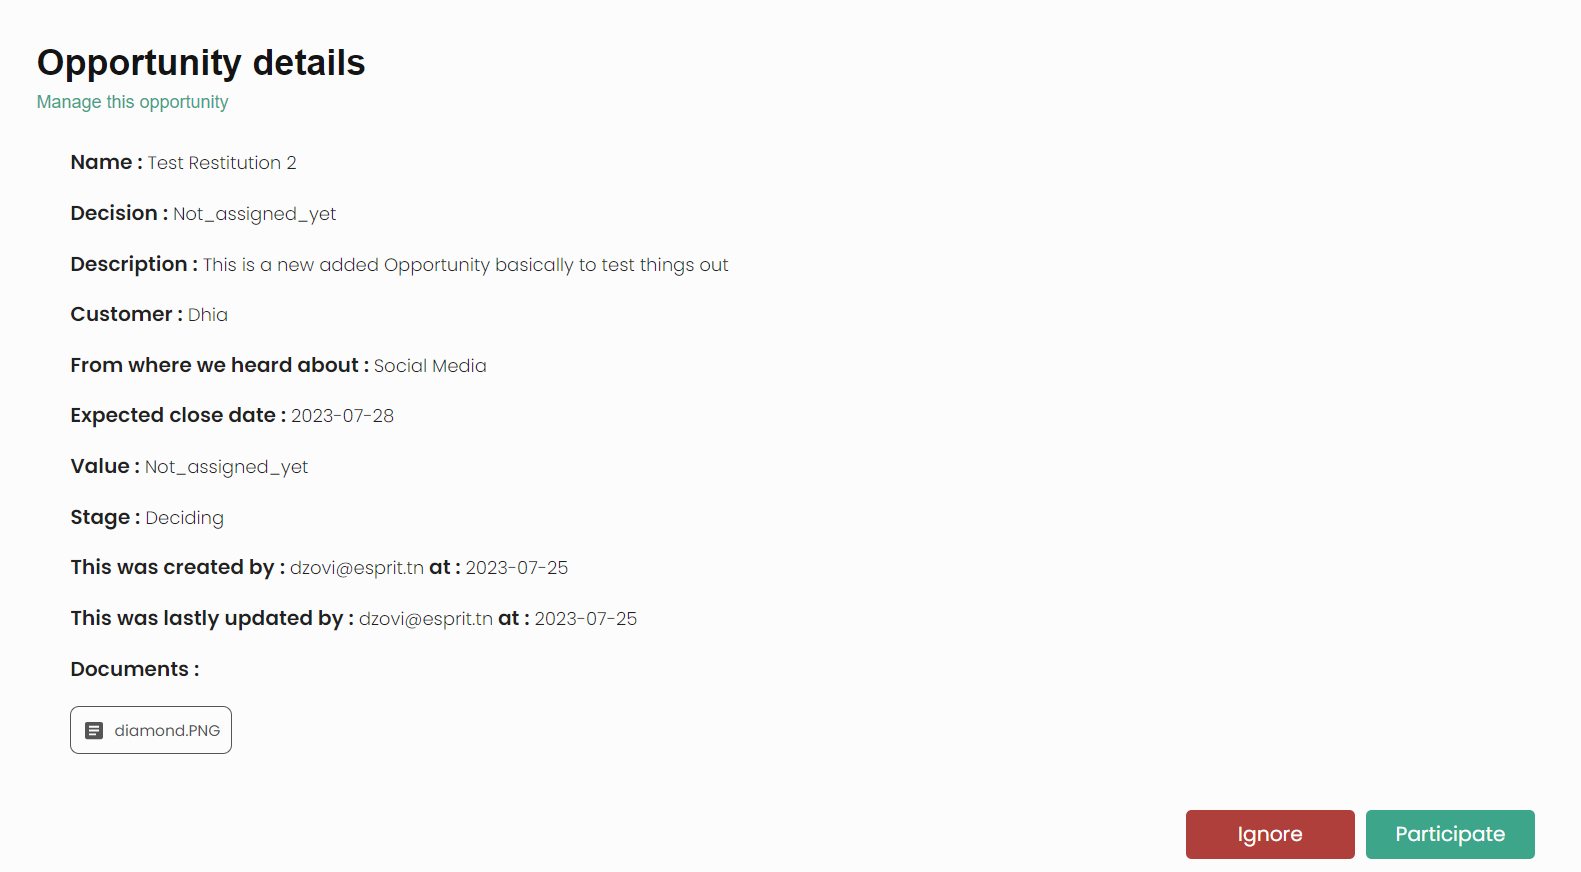 Opportunity details
Manage this opportunity
Name : Test Restitution 2
Decision : Not_assigned_yet
Description : This is a new added Opportunity basically to test things out
Customer : Dhia
From where we heard about : Social Media
Expected close date : 2023-07-28
Value : Not_assigned_yet
Stage : Deciding
This was created by : dzovi@esprit.tn at : 2023-07-25
This was lastly updated by : dzovi@esprit.tn at : 2023-07-25
Documents :
diamond.PNG
Ignore Participate